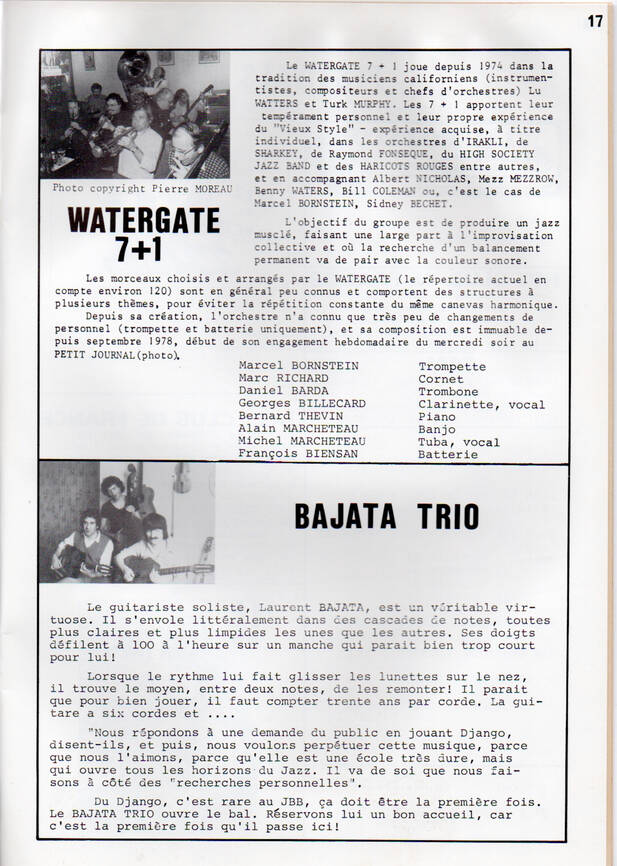 17
Le WATERGATE 7 + 1 joue depuis 1974 dans la
tradition des musiciens californiens (instrumen-
tistes, compositeurs et chefs d'orchestres) Lu
WATTERS et Turk MURPHY. Les 7 + 1 apportent leur
tempérament personnel et leur propre expérience
du "Vieux Style" - expérience acquise, à titre
individuel, dans les orchestres d'IRAKLI, de
SHARKEY, de Raymond FONSEQUE, du HIGH SOCIETY
JAZZ BAND et des HARICOTS ROUGES entre autres,
et en accompagnant Albert NICHOLAS, Mezz MEZZROW,
Benny WATERS, Bill COLEMAN ou, c'est le cas de
Marcel BORNSTEIN, Sidney BECHET.
Photo copyright Pierre MOREAU
WATERGATE
7+1
L'objectif du groupe est de produire un jazz
musclé, faisant une large part à l'improvisation
collective et où la recherche d'un balancement
permanent va de pair avec la couleur sonore.
Les morceaux choisis et arrangés par le WATERGATE (le répertoire actuel en
compte environ 120) sont en général peu connus et comportent des structures à
plusieurs thèmes, pour éviter la répétition constante du même canevas harmonique.
Depuis sa création, l'orchestre n'a connu que très peu de changements de
personnel (trompette et batterie uniquement), et sa composition est immuable de-
puis septembre 1978, début de son engagement hebdomadaire du mercredi soir au
PETIT JOURNAL(photo).
Marcel BORNSTEIN Trompette
Marc RICHARD Cornet
Daniel BARDA Trombone
Georges BILLECARD Clarinette, vocal
Bernard THEVIN Piano
Alain MARCHETEAU Banjo
Michel MARCHETEAU Tuba, vocal
François BIENSAN Batterie
BAJATA TRIO
Le guitariste soliste, Laurent BAJATA, est un véritable vir-
tuose. Il s'envole littéralement dans des cascades de notes, toutes
plus claires et plus limpides les unes que les autres. Ses doigts
défilent à 100 à l'heure sur un manche qui parait bien trop court
pour lui!
Lorsque le rythme lui fait glisser les lunettes sur le nez,
il trouve le moyen, entre deux notes, de les remonter! Il parait
que pour bien jouer, il faut compter trente ans par corde. La gui-
tare a six cordes et ....
"Nous répondons à une demande du public en jouant Django,
disent-ils, et puis, nous voulons perpétuer cette musique, parce
que nous l'aimons, parce qu'elle est une école très dure, mais
qui ouvre tous les horizons du Jazz. Il va de soi que nous fai-
sons à côté des "recherches personnelles".
Du Django, c'est rare au JBB, ça doit être la première fois.
Le BAJATA TRIO ouvre le bal. Réservons lui un bon accueil, car
c'est la première fois qu'il passe ici!